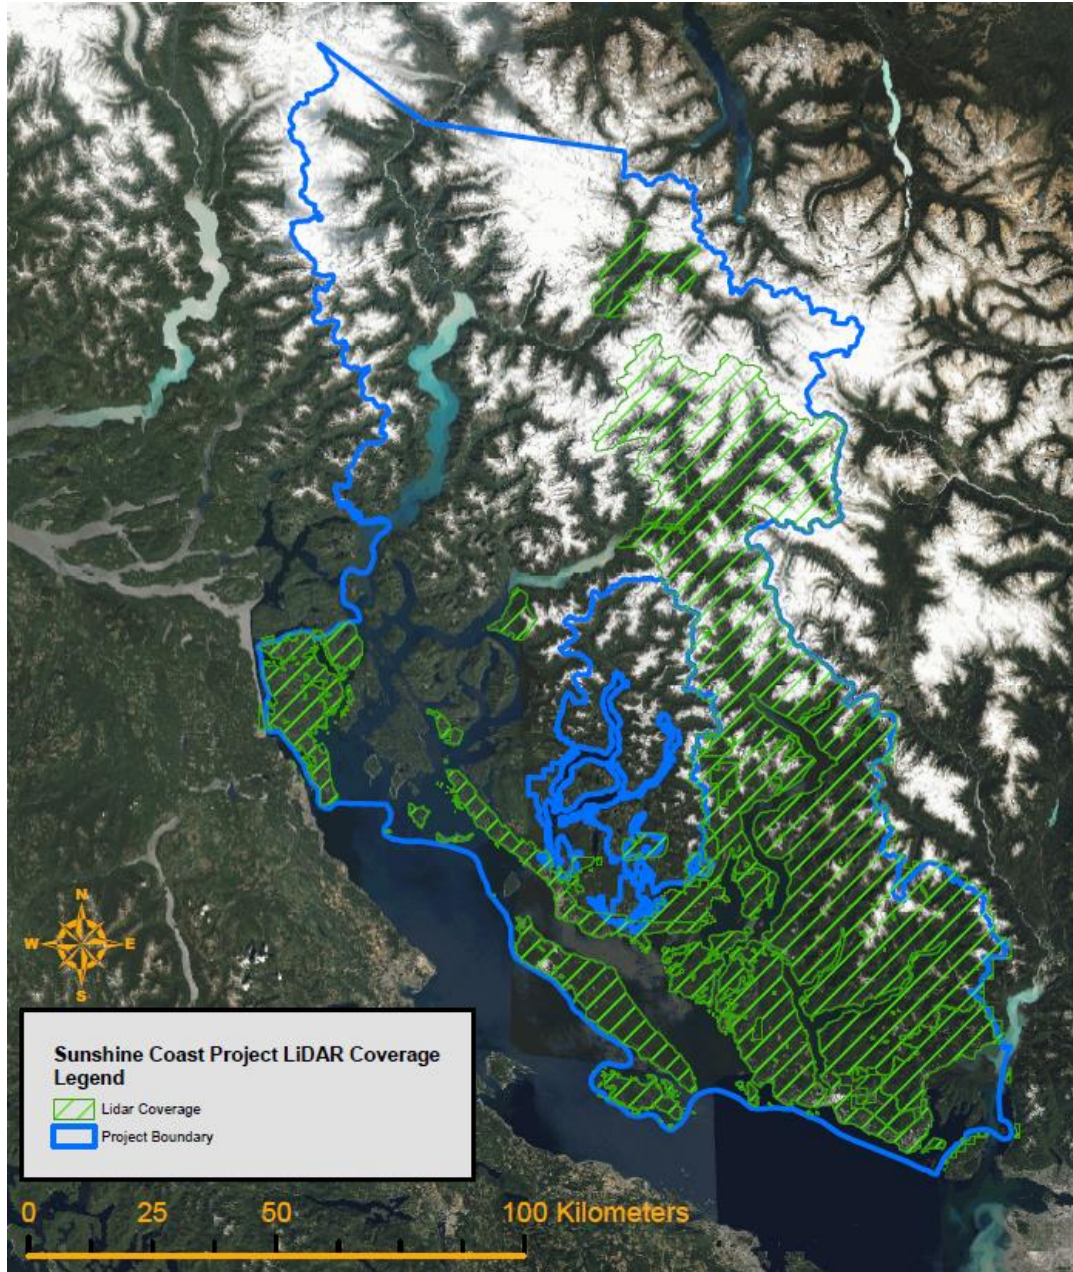 N
W E
S
Sunshine Coast Project LiDAR Coverage
Legend
Lidar Coverage
Project Boundary
0 25 50 100 Kilometers